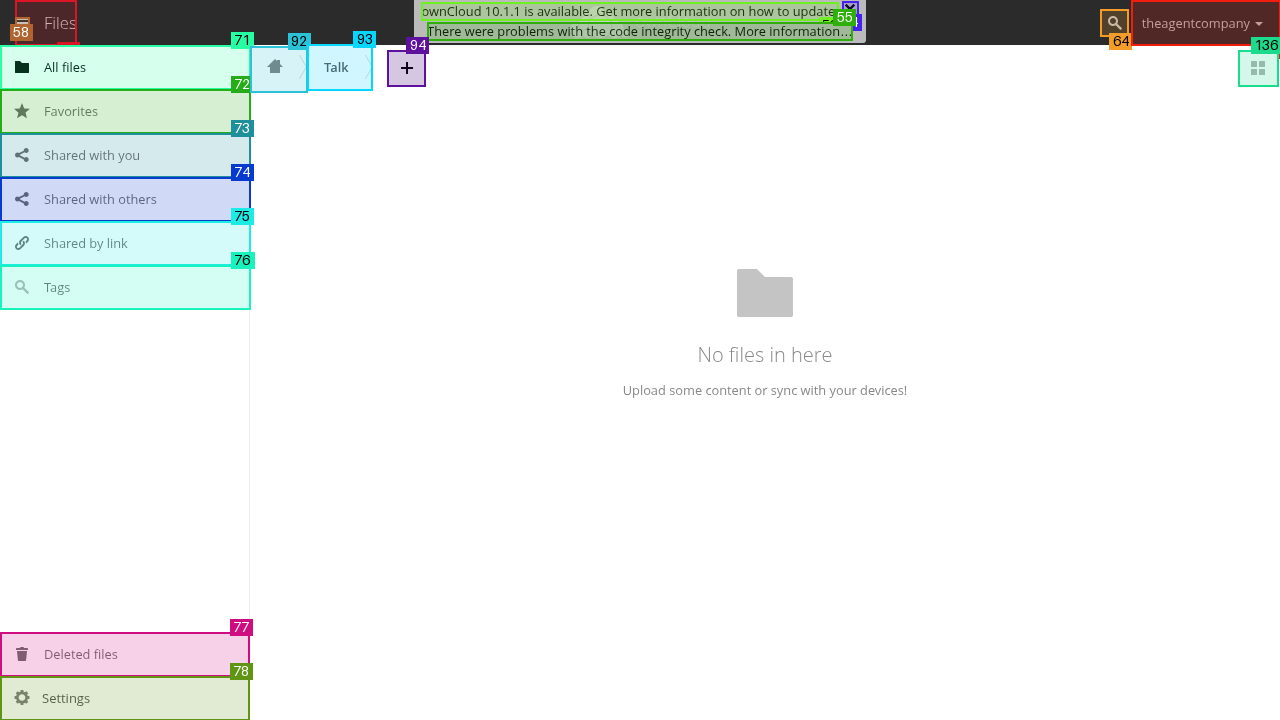 ownCloud 10.1.1 is available. Get more information on how to update.
There were problems with the code integrity check. More information…
Files
theagentcompany
58
55
64
71
All files
72
Favorites
73
Shared with you
74
Shared with others
75
Shared by link
76
Tags
92
93
Talk
94
+
136
No files in here
Upload some content or sync with your devices!
77
Deleted files
78
Settings